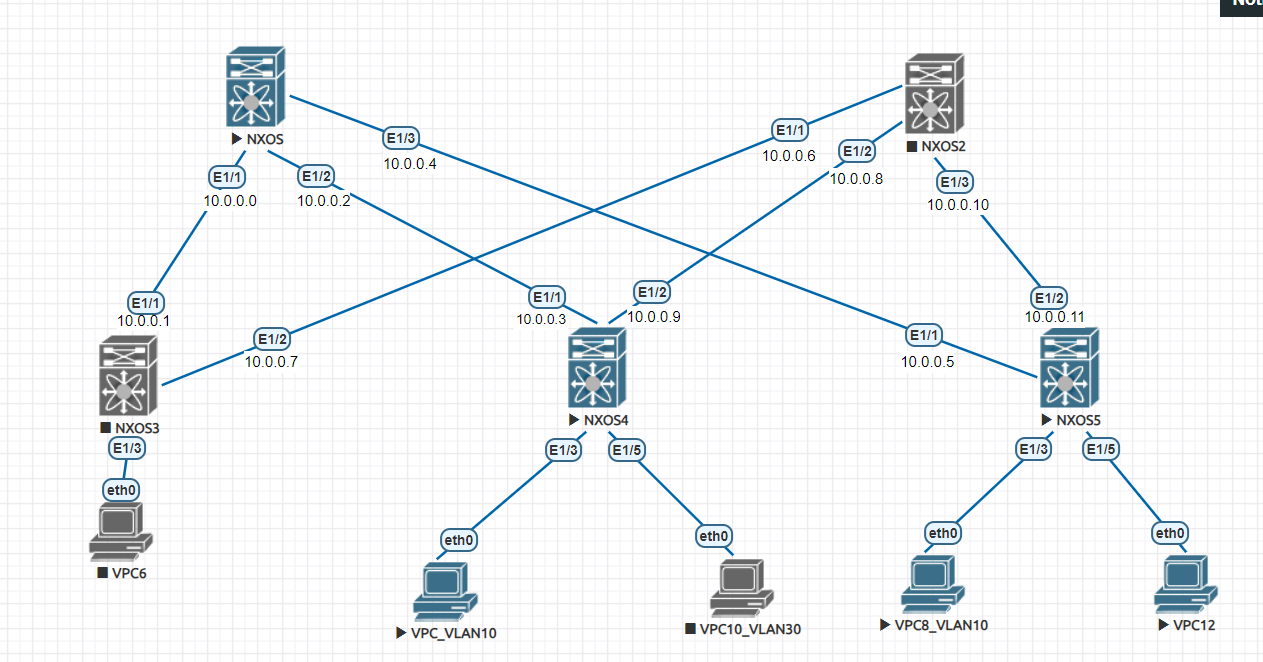 NXOS
NXOS2
E1/1
10.0.0.6
E1/3
10.0.0.4
E1/2
10.0.0.8
E1/1
10.0.0.0
E1/2
10.0.0.2
E1/3
10.0.0.10
E1/1
10.0.0.1
E1/1
10.0.0.3
E1/2
10.0.0.9
E1/2
10.0.0.11
E1/2
10.0.0.7
E1/1
10.0.0.5
NXOS3
NXOS4
NXOS5
E1/3
E1/3
E1/5
E1/3
E1/5
eth0
eth0
eth0
eth0
eth0
VPC6
VPC_VLAN10
VPC10_VLAN30
VPC8_VLAN10
VPC12